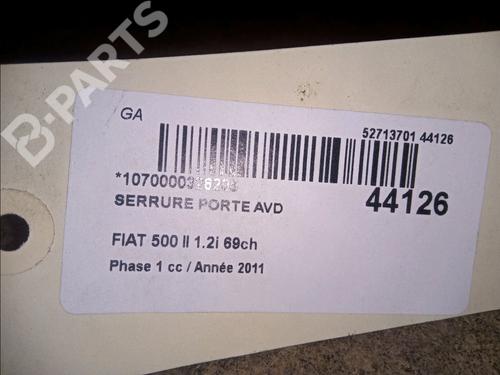 B-PARTS
GA
52713701 44126
44126
SERRURE PORTE AVD
FIAT 500 II 1.2i 69ch
Phase 1 cc / Année 2011